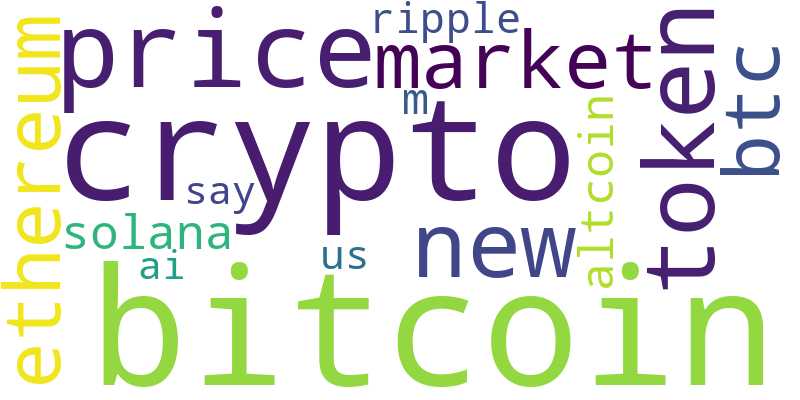 ripple
price
market
ethereum
token
btc
m
crypto
altcoin
say
solana
new
us
ai
bitcoin